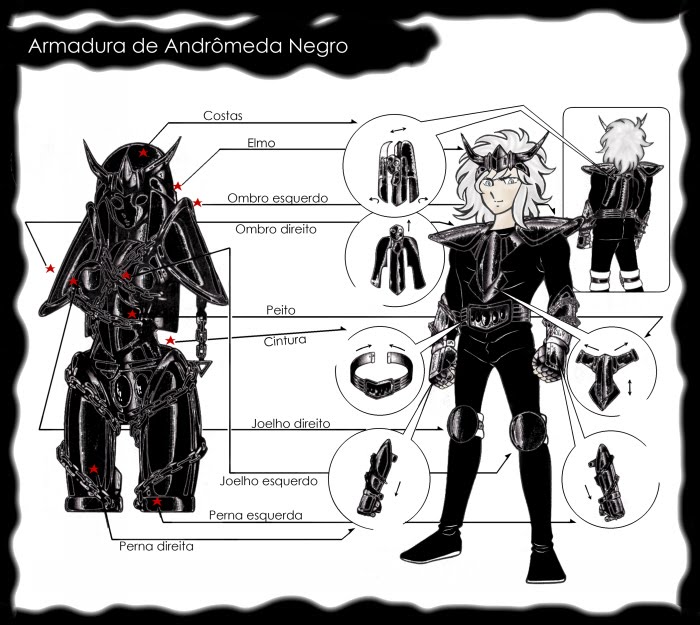 Armadura de Andrômeda Negro
Costas
Elmo
Ombro esquerdo
Ombro direito
Peito
Cintura
Joelho direito
Joelho esquerdo
Perna esquerda
Perna direita